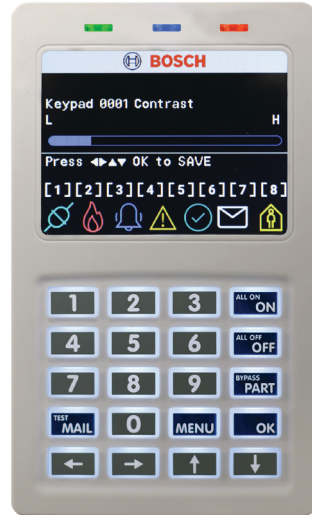 BOSCH
Keypad 0001 Contrast
L H
Press ◀▶▲▼ OK to SAVE
[1][2][3][4][5][6][7][8]
1 2 3 ALL ON ON
4 5 6 ALL OFF OFF
7 8 9 BYPASS PART
TEST MAIL 0 MENU OK
← → ↑ ↓